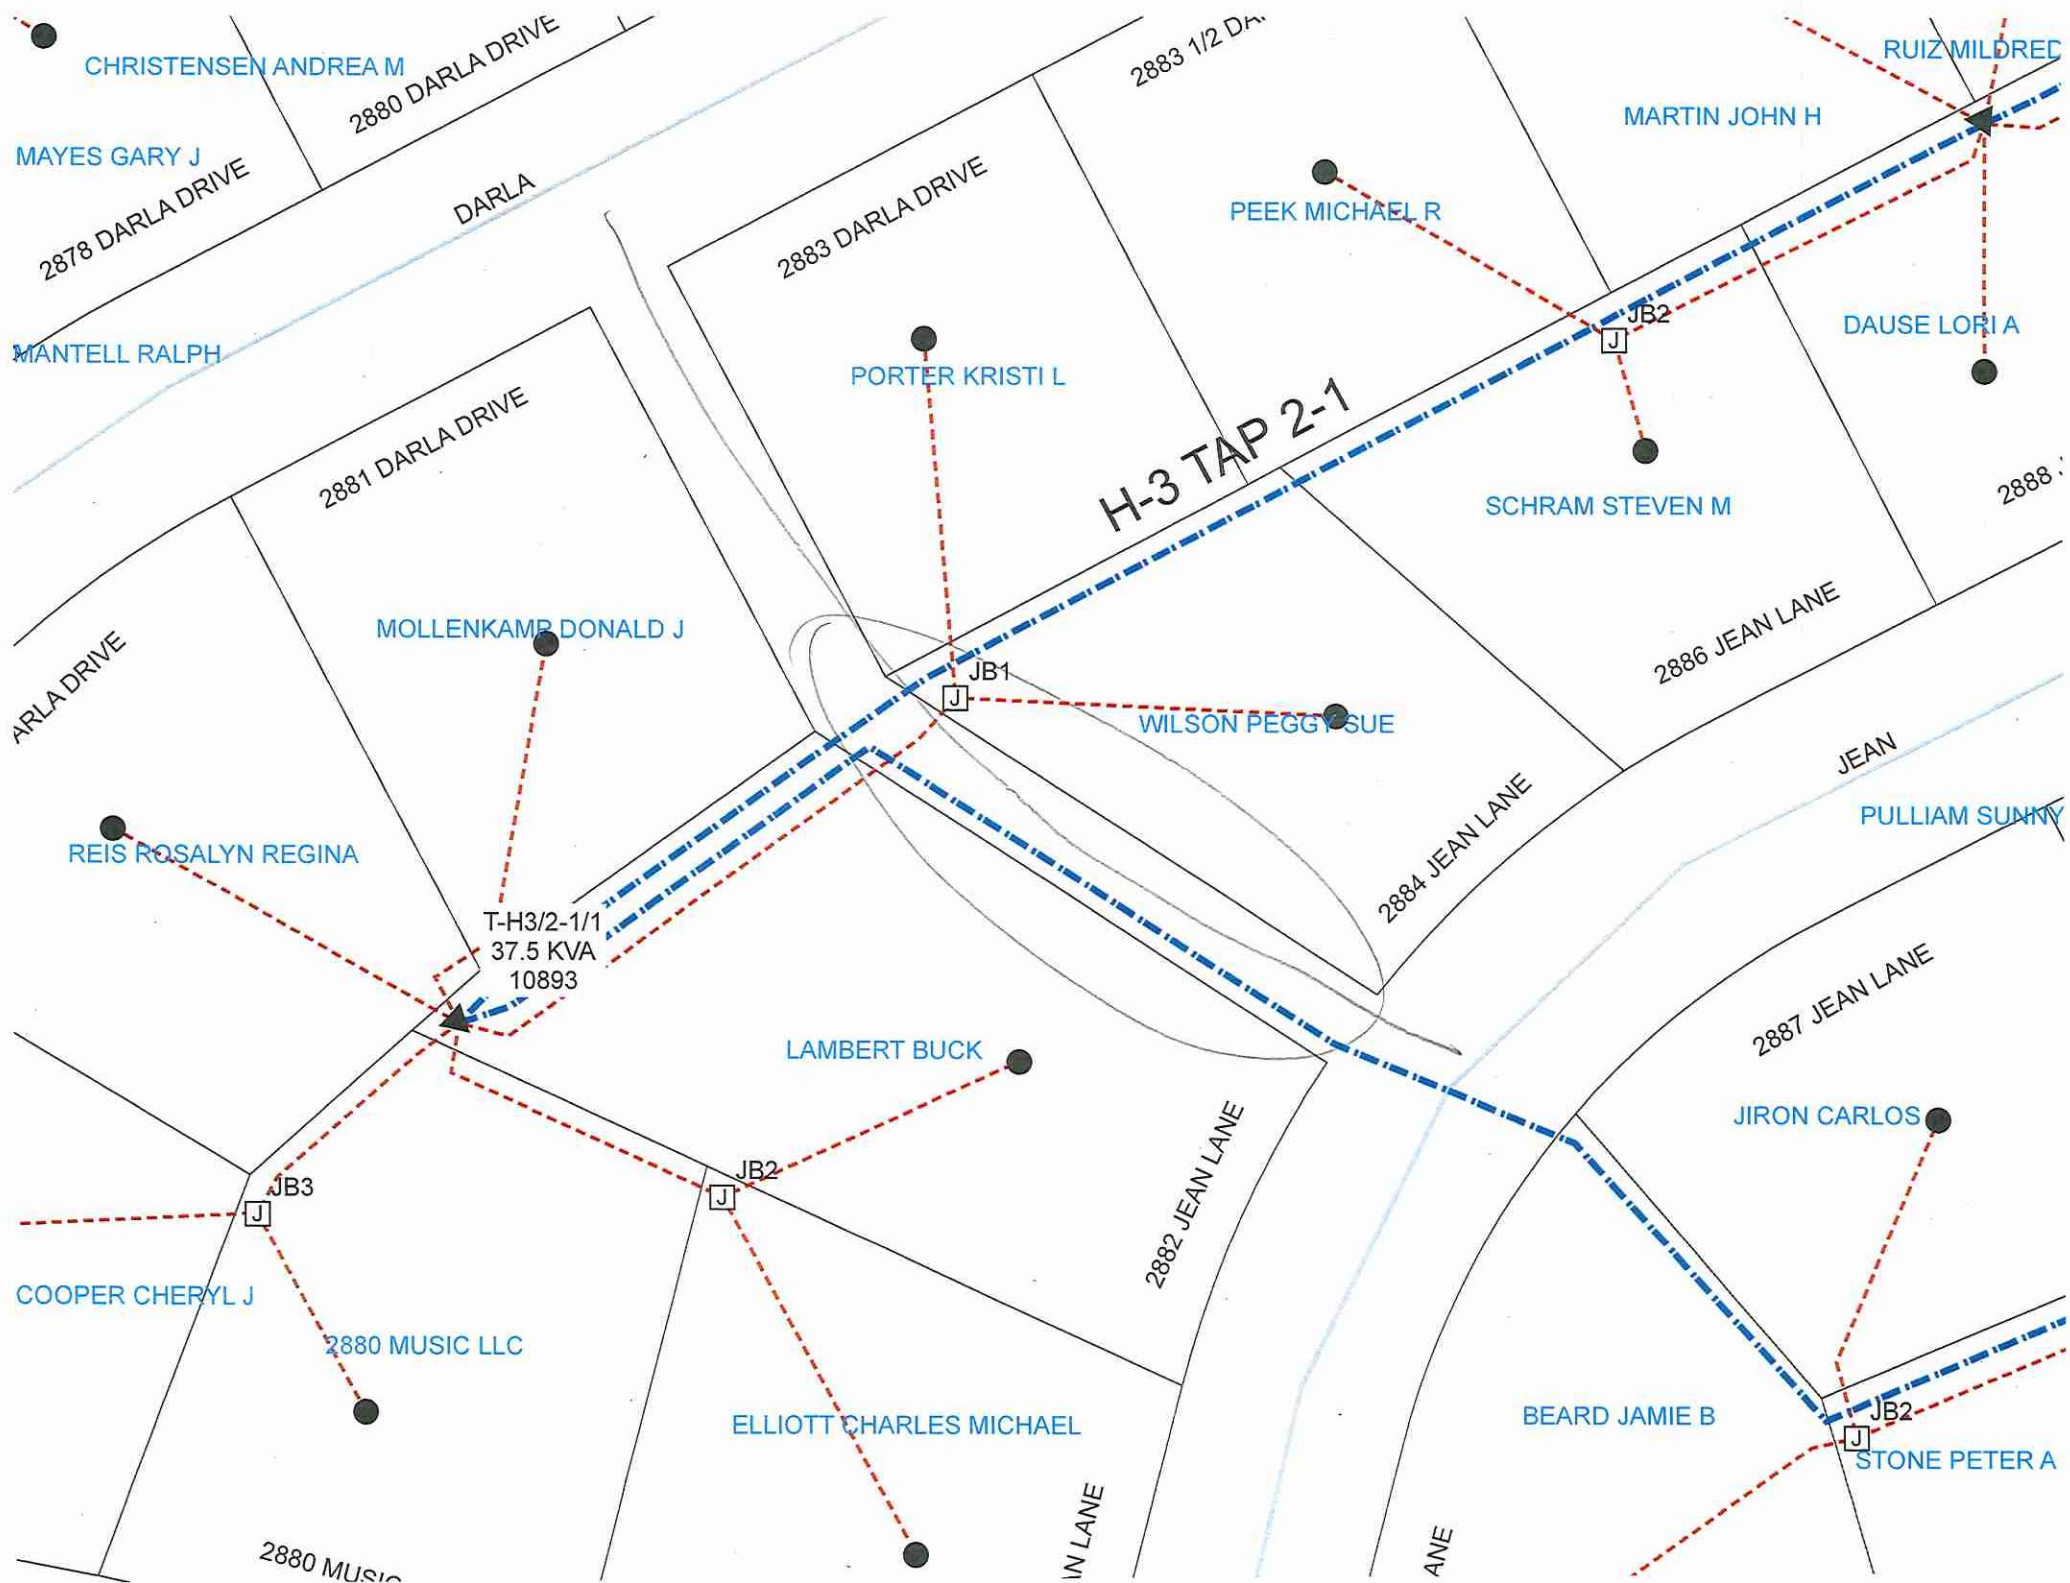 CHRISTENSEN ANDREA M
2880 DARLA DRIVE
2883 1/2 DA
RUIZ MILDRED
MARTIN JOHN H
MAYES GARY J
2878 DARLA DRIVE
DARLA
2883 DARLA DRIVE
PEEK MICHAEL R
JB2
J
DAUSE LORI A
MANTELL RALPH
PORTER KRISTI L
2881 DARLA DRIVE
H-3 TAP 2-1
SCHRAM STEVEN M
2888
MOLLENKAMP DONALD J
ARLA DRIVE
JB1
J
WILSON PEGGY SUE
2886 JEAN LANE
JEAN
PULLIAM SUNNY
REIS ROSALYN REGINA
2884 JEAN LANE
T-H3/2-1/1
37.5 KVA
10893
LAMBERT BUCK
2887 JEAN LANE
JIRON CARLOS
JB3
J
JB2
J
2882 JEAN LANE
COOPER CHERYL J
2880 MUSIC LLC
ELLIOTT CHARLES MICHAEL
BEARD JAMIE B
JB2
J
STONE PETER A
2880 MUSIC
N LANE
ANE